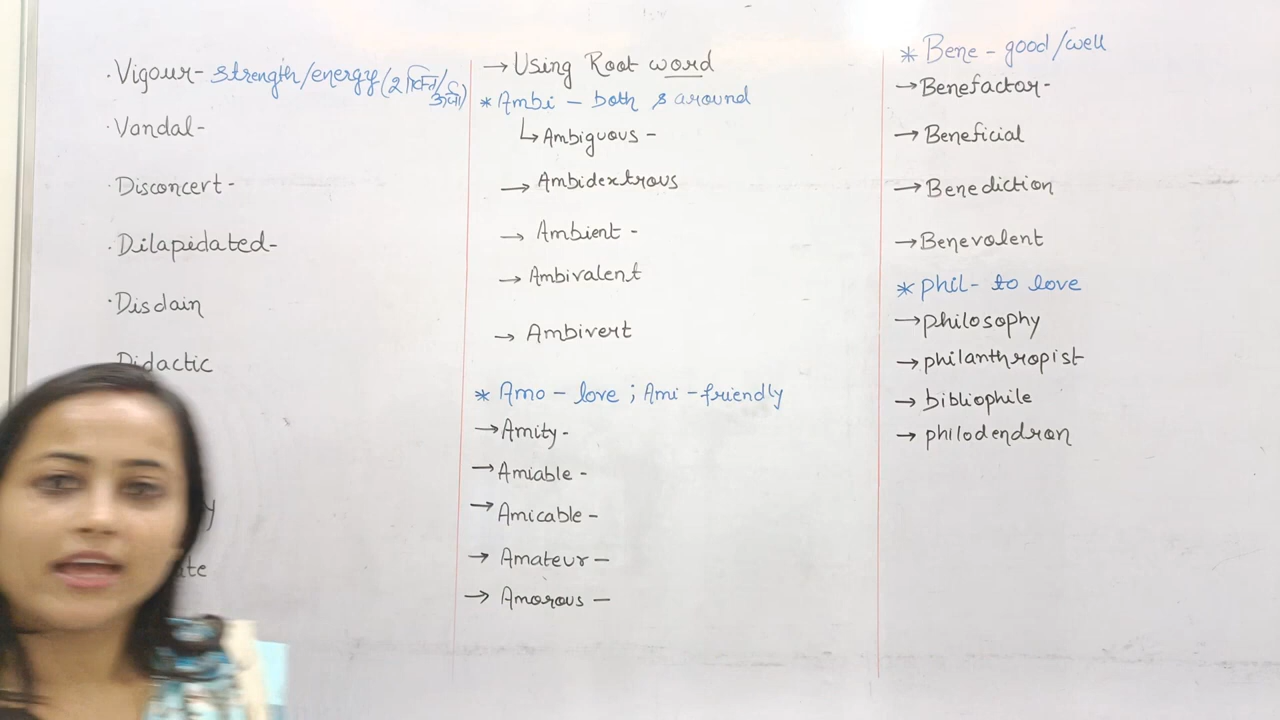 · Vigour - strength/energy (शक्ति/
ऊर्जा)
· Vandal -
· Disconcert -
· Dilapidated -
· Disdain
Didactic
→ Using Root word
* Ambi - both & around
↳ Ambiguous -
→ Ambidextrous
→ Ambient -
→ Ambivalent
→ Ambivert
* Amo - love ; Ami - friendly
→ Amity -
→ Amiable -
→ Amicable -
→ Amateur -
→ Amorous -
* Bene - good/well
→ Benefactor -
→ Beneficial
→ Benediction
→ Benevolent
* phil - to love
→ philosophy
→ philanthropist
→ bibliophile
→ philodendron